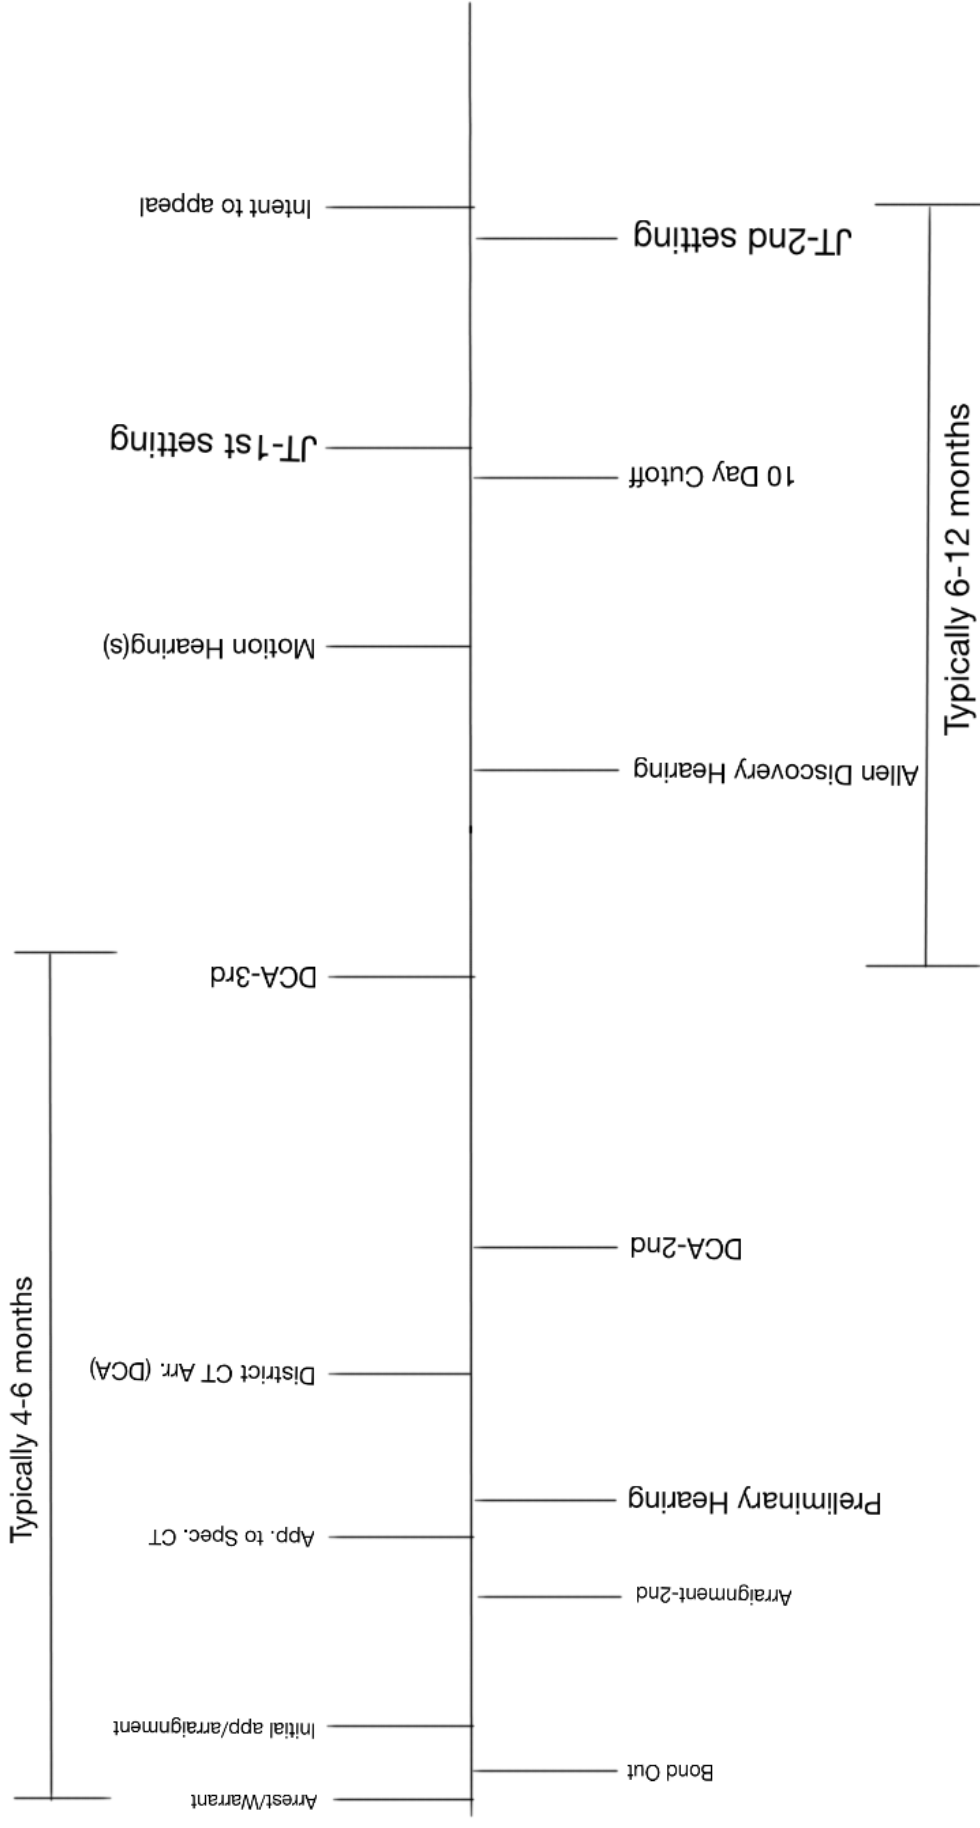 Typically 4-6 months
Arrest/Warrant
Bond Out
Initial app/arraignment
Arraignment-2nd
App. to Spec. CT
Preliminary Hearing
District CT Arr. (DCA)
DCA-2nd
DCA-3rd
Typically 6-12 months
Allen Discovery Hearing
Motion Hearing(s)
10 Day Cutoff
JT-1st setting
JT-2nd setting
Intent to appeal